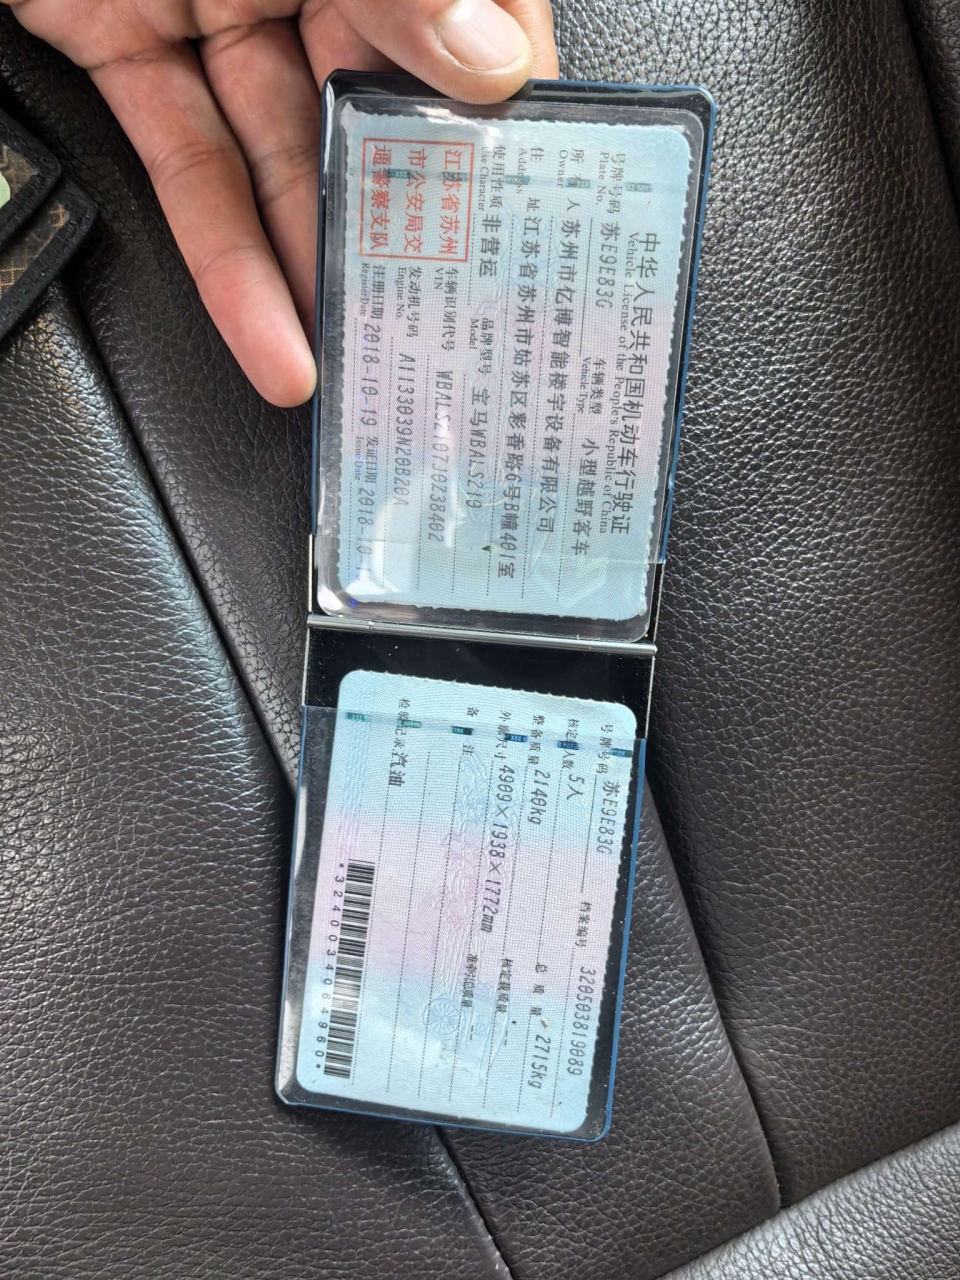 中华人民共和国机动车行驶证
Vehicle License of the People's Republic of China
号牌号码 苏E9E83G 车辆类型 小型越野客车
Plate No. Vehicle Type
所有人 苏州市亿博智能楼宇设备有限公司
Owner
住址 江苏省苏州市姑苏区彩香路6号B幢401室
Address
使用性质 非营运 品牌型号 宝马WBALS210
Use Character Model
江苏省苏州
市公安局交
通警察支队
车辆识别代号 WBALS2107J0Z38402
VIN
发动机号码 A1133039N20B20A
Engine No.
注册日期 2018-10-19 发证日期 2018-10-1
Register Date Issue Date
号牌号码 苏E9E83G 档案编号 320503819089
核定载人数 5人 总质量 2715kg
整备质量 2140kg 核定载质量 --
外廓尺寸 4909×1938×1772mm 准牵引总质量 --
备注
检验记录 汽油
*3240034064960*